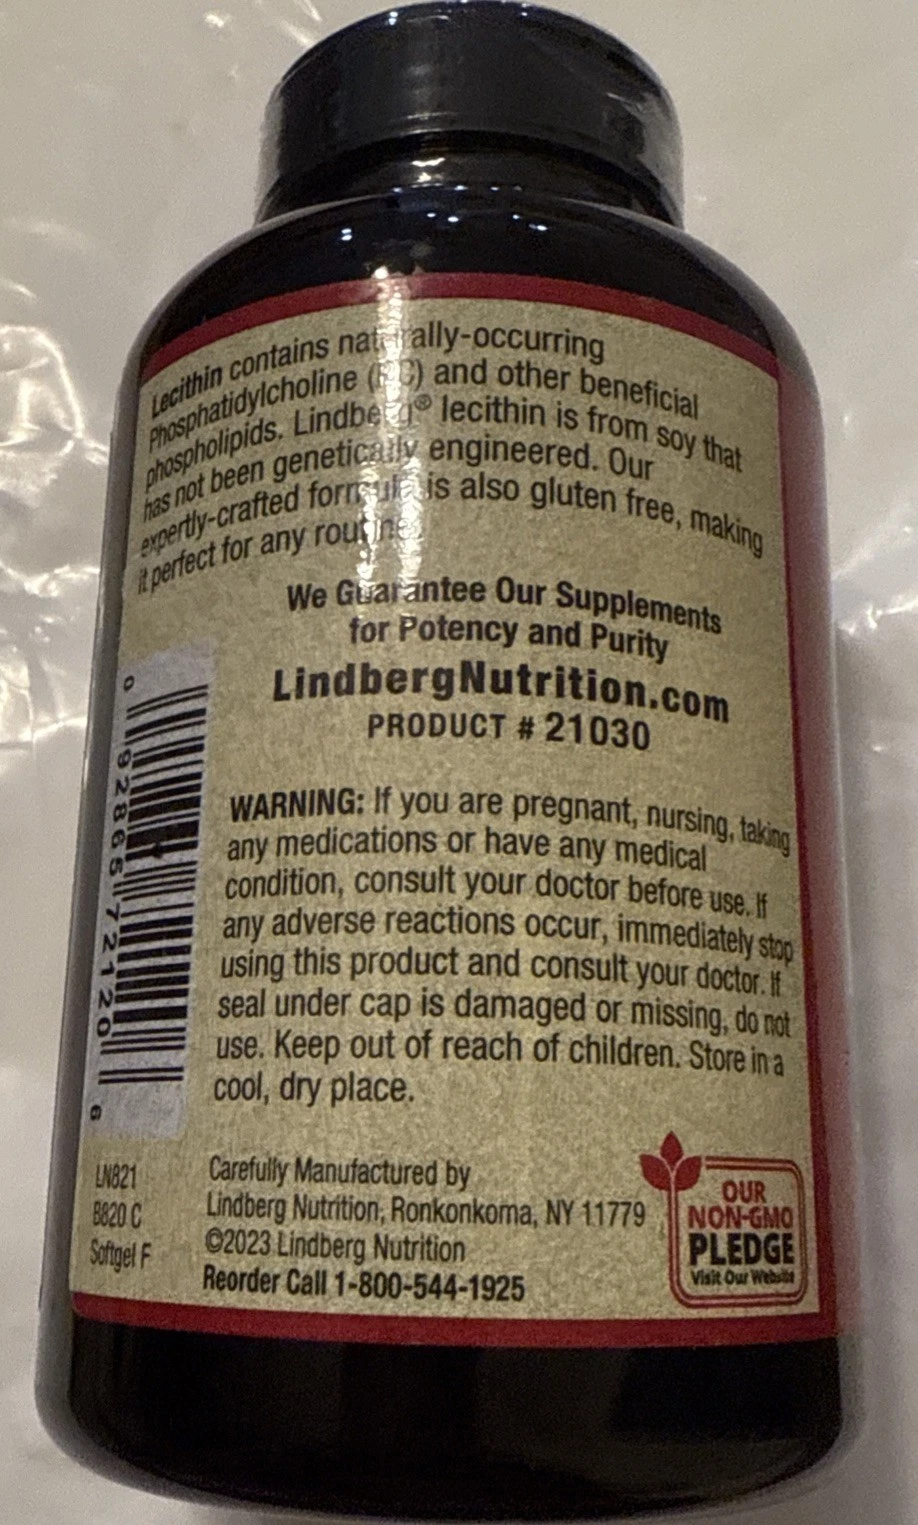 Lecithin contains naturally-occurring
Phosphatidylcholine (PC) and other beneficial
phospholipids. Lindberg® lecithin is from soy that
has not been genetically engineered. Our
expertly-crafted formula is also gluten free, making
it perfect for any routine.
We Guarantee Our Supplements
for Potency and Purity
LindbergNutrition.com
PRODUCT # 21030
WARNING: If you are pregnant, nursing, taking
any medications or have any medical
condition, consult your doctor before use. If
any adverse reactions occur, immediately stop
using this product and consult your doctor. If
seal under cap is damaged or missing, do not
use. Keep out of reach of children. Store in a
cool, dry place.
0 92865 72120 6
LN821
B820 C
Softgel F
Carefully Manufactured by
Lindberg Nutrition, Ronkonkoma, NY 11779
©2023 Lindberg Nutrition
Reorder Call 1-800-544-1925
OUR
NON-GMO
PLEDGE
Visit Our Website